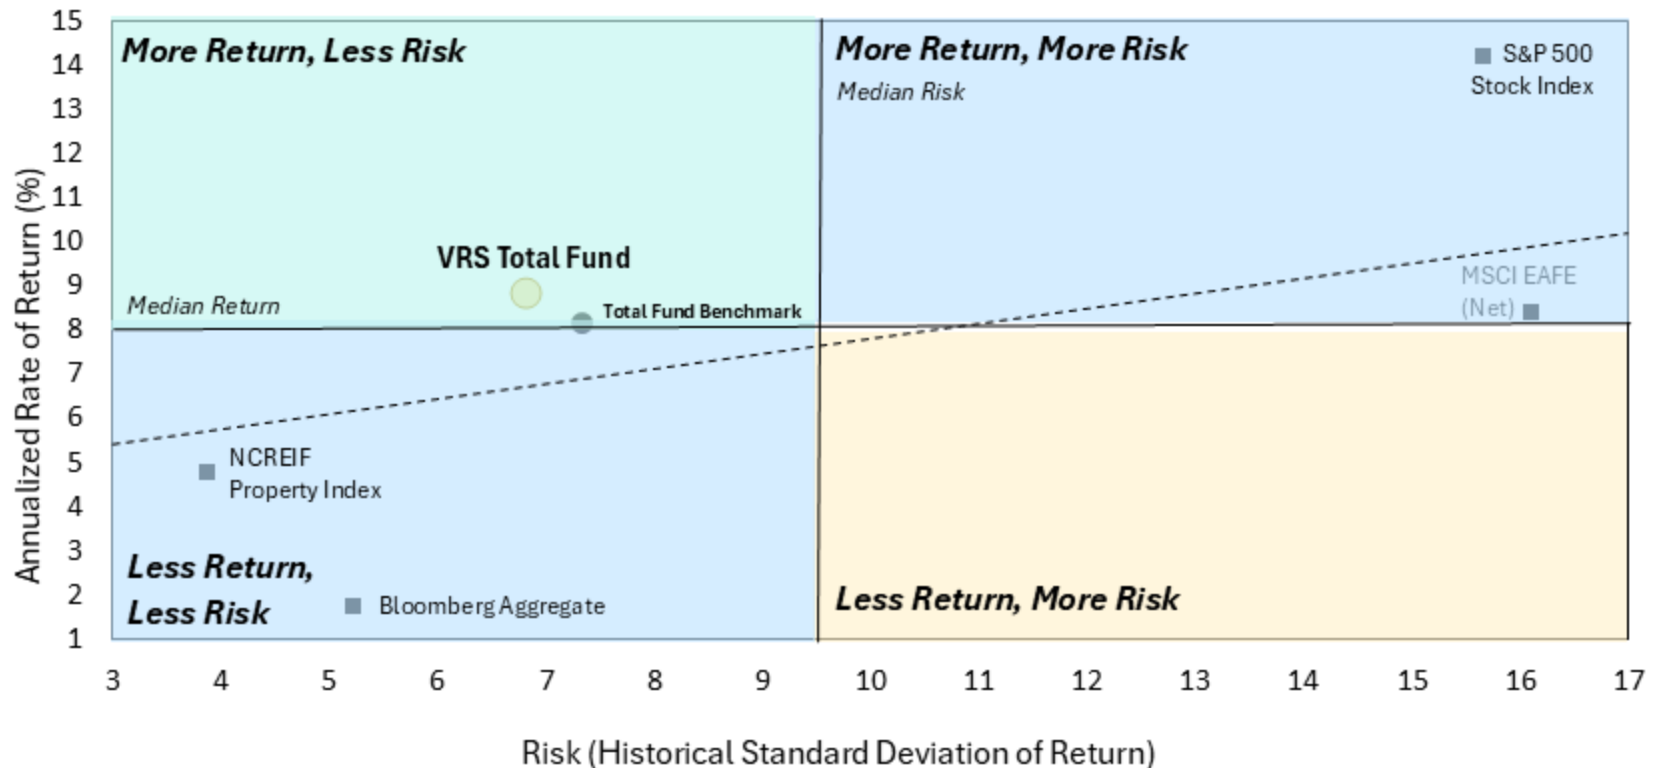 Annualized Rate of Return (%)
15
14
13
12
11
10
9
8
7
6
5
4
3
2
1
More Return, Less Risk
More Return, More Risk
Median Risk
S&P 500
Stock Index
VRS Total Fund
Median Return
Total Fund Benchmark
MSCI EAFE
(Net)
NCREIF
Property Index
Less Return,
Less Risk
Bloomberg Aggregate
Less Return, More Risk
3 4 5 6 7 8 9 10 11 12 13 14 15 16 17
Risk (Historical Standard Deviation of Return)